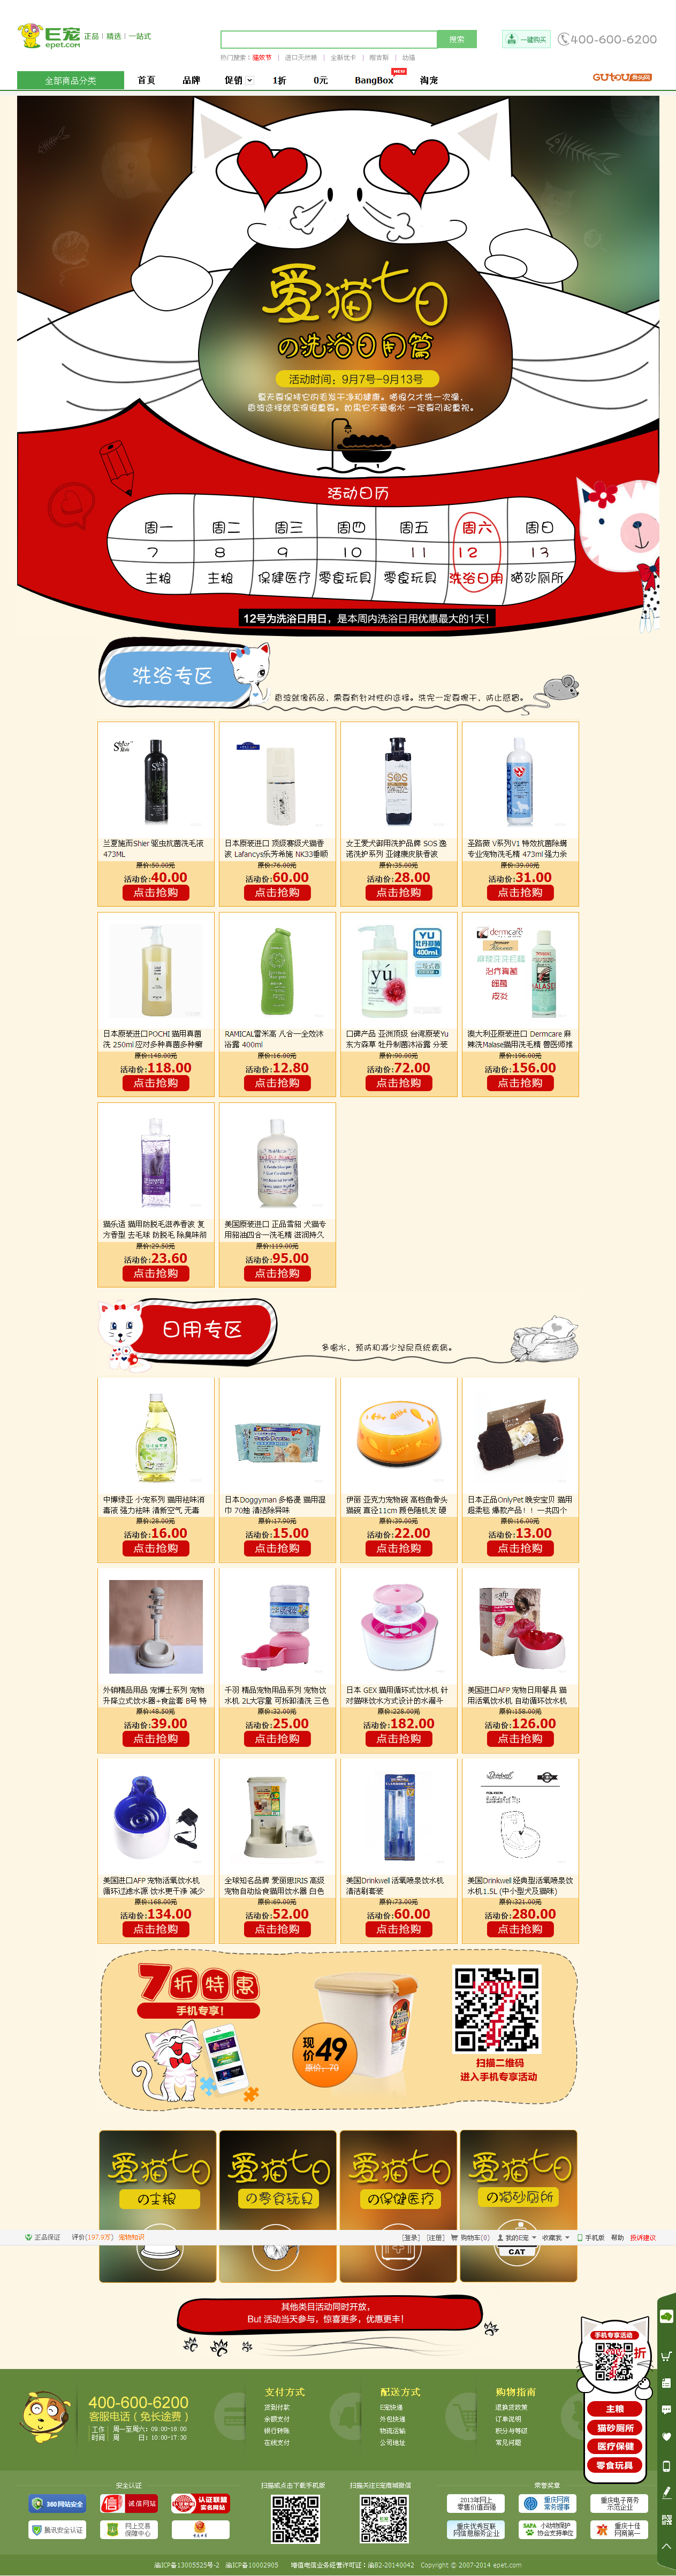 E宠
epet.com
正品 | 精选 | 一站式
搜索
热门搜索：猫敏节 | 进口天然粮 | 全新优卡 | 耐吉斯 | 幼猫
一键购买
400-600-6200
全部商品分类
首页
品牌
促销
1折
0元
BangBox
NEW
淘宠
GUTOU 骨头网
爱猫七日
の洗浴日用篇
活动时间：9月7号-9月13号
活动日历
周一 周二 周三 周四 周五 周六 周日
7 8 9 10 11 12 13
主粮 零食玩具 保健医疗 零食玩具 零食玩具 洗浴日用 猫砂厕所
12号为洗浴日用日，是本周内洗浴日用优惠最大的1天！
洗浴专区
香波就像药品，需要有针对性的选择。洗完一定要擦干，防止感冒。
兰夏施而Shier 驱虫抗菌洗毛液
473ML
原价:50.00元
活动价:40.00
点击抢购
日本原装进口 顶级赛级犬猫香
波 Lafancys乐芳希施 NK33垂顺
原价:76.00元
活动价:60.00
点击抢购
女王爱犬御用洗护品牌 SOS 逸
诺洗护系列 亚健康皮肤香波
原价:35.00元
活动价:28.00
点击抢购
圣路薇 V系列V1 特效抗菌除螨
专业宠物洗毛精 473ml 强力杀
原价:39.00元
活动价:31.00
点击抢购
日本原装进口POCHI 猫用真菌
洗 250ml 应对多种真菌多种癣
原价:148.00元
活动价:118.00
点击抢购
RAMICAL雷米高 八合一全效沐
浴露 400ml
原价:16.00元
活动价:12.80
点击抢购
口碑产品 亚洲顶级 台湾原装Yu
东方森草 牡丹制菌沐浴露 分装
原价:90.00元
活动价:72.00
点击抢购
澳大利亚原装进口 Dermcare 麻
辣洗Malase猫用洗毛精 兽医师推
原价:196.00元
活动价:156.00
点击抢购
猫乐适 猫用防脱毛滋养香波 复
方香型 去毛球 防脱毛 除臭味前
原价:29.50元
活动价:23.60
点击抢购
美国原装进口 正品雪貂 犬猫专
用貂油四合一洗毛精 滋润持久
原价:119.00元
活动价:95.00
点击抢购
日用专区
多喝水，预防和减少泌尿系统疾病。
中博绿亚 小宠系列 猫用祛味消
毒液 强力祛味 清新空气 无毒
原价:20.00元
活动价:16.00
点击抢购
日本Doggyman 多格漫 猫用湿
巾 70抽 清洁除异味
原价:17.90元
活动价:15.00
点击抢购
伊丽 亚克力宠物碗 高档鱼骨头
猫碗 直径11cm 颜色随机发 硬
原价:39.00元
活动价:22.00
点击抢购
日本正品OnlyPet 晚安宝贝 猫用
超柔毯 爆款产品！！一共四个
原价:16.00元
活动价:13.00
点击抢购
外销精品用品 宠博士系列 宠物
升降立式饮水器+食盆套 B号 特
原价:48.50元
活动价:39.00
点击抢购
千羽 精品宠物用品系列 宠物饮
水机 2L大容量 可拆卸清洗 三色
原价:32.00元
活动价:25.00
点击抢购
日本 GEX 猫用循环式饮水机 针
对猫咪饮水方式设计的水漏斗
原价:228.00元
活动价:182.00
点击抢购
美国进口AFP 宠物日用餐具 猫
用活氧饮水机 自动循环饮水机
原价:158.00元
活动价:126.00
点击抢购
美国进口AFP 宠物活氧饮水机
循环过滤水源 饮水更干净 减少
原价:168.00元
活动价:134.00
点击抢购
全球知名品牌 爱丽思IRIS 高级
宠物自动给食猫用饮水器 白色
原价:69.00元
活动价:52.00
点击抢购
美国Drinkwell 活氧喷泉饮水机
清洁刷套装
原价:73.00元
活动价:60.00
点击抢购
美国Drinkwell 经典型活氧喷泉饮
水机1.5L (中小型犬及猫咪)
原价:321.00元
活动价:280.00
点击抢购
7折特惠
手机专享！
现价49
原价：70
扫描二维码
进入手机专享活动
爱猫七日
の主粮
爱猫七日
の零食玩具
爱猫七日
の保健医疗
爱猫七日
の猫砂厕所
CAT
正品保证 评价(197.9万) 宠物知识
[登录] [注册] 购物车(0) 我的E宠 收藏我 手机版 帮助 投诉建议
其他类目活动同时开放，
But 活动当天参与，惊喜更多，优惠更丰！
手机专享活动
折
主粮
猫砂厕所
医疗保健
零食玩具
400-600-6200
客服电话（免长途费）
工作时间
周一至周六：09:00-18:00
周 日：10:00-17:30
支付方式
货到付款
余额支付
银行转账
在线支付
配送方式
E宠快递
外包快递
物流运输
公司地址
购物指南
退换货政策
订单说明
积分与等级
常见问题
安全认证
扫描或点击下载手机版
扫描关注E宠商城微信
荣誉奖章
360网站安全
诚信网站
认证联盟
实名网站
腾讯安全认证
网上交易
保障中心
2013年网上
零售价值百强
重庆网商
常务理事
重庆电子商务
示范企业
重庆优秀互联
网信息服务企业
小动物保护
协会支持单位
重庆十佳
网商第一
渝ICP备13005525号-2 渝ICP备10002905 增值电信业务经营许可证：渝B2-20140042 Copyright © 2007-2014 epet.com